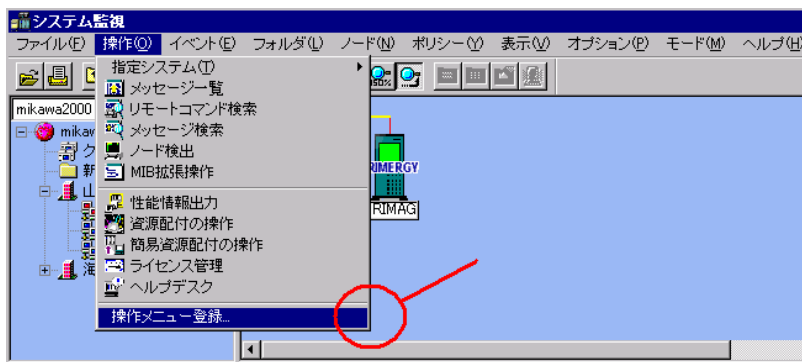 システム監視
ファイル(F) 操作(O) イベント(E) フォルダ(L) ノード(N) ポリシー(Y) 表示(V) オプション(P) モード(M) ヘルプ(H
指定システム(T)
メッセージ一覧
リモートコマンド検索
メッセージ検索
ノード検出
MIB拡張操作
性能情報出力
資源配付の操作
簡易資源配付の操作
ライセンス管理
ヘルプデスク
操作メニュー登録...
mikawa2000
mikav
ク
新
山
海
150%
RIMERGY
RIMAG